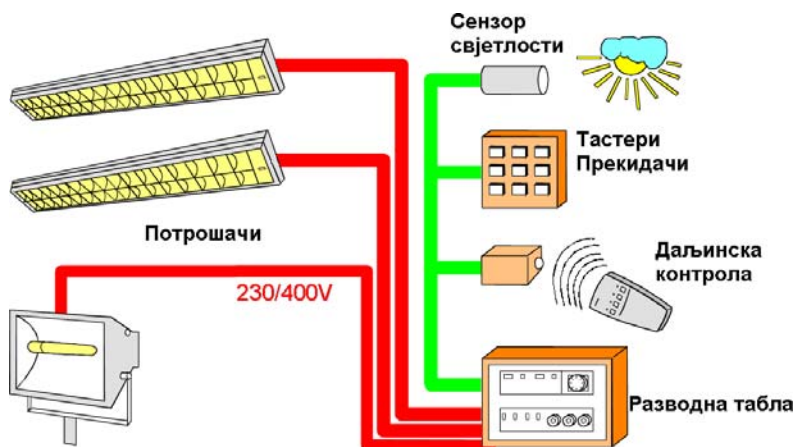 Сензор
свјетлости
Тастери
Прекидачи
Потрошачи
Даљинска
контрола
230/400V
Разводна табла